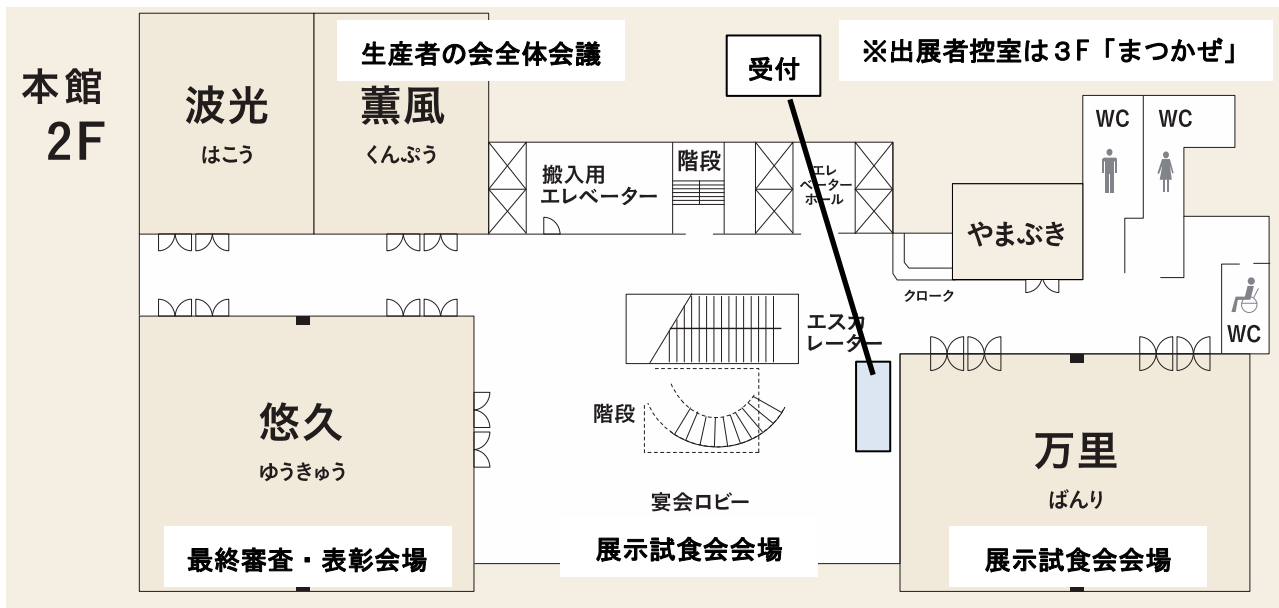 本館
2F
生産者の会全体会議
受付
※出展者控室は３F「まつかぜ」
波光
はこう
薫風
くんぷう
搬入用
エレベーター
階段
エレ
ベーター
ホール
WC
WC
やまぶき
クローク
WC
エスカ
レーター
階段
悠久
ゆうきゅう
万里
ばんり
宴会ロビー
最終審査・表彰会場
展示試食会会場
展示試食会会場